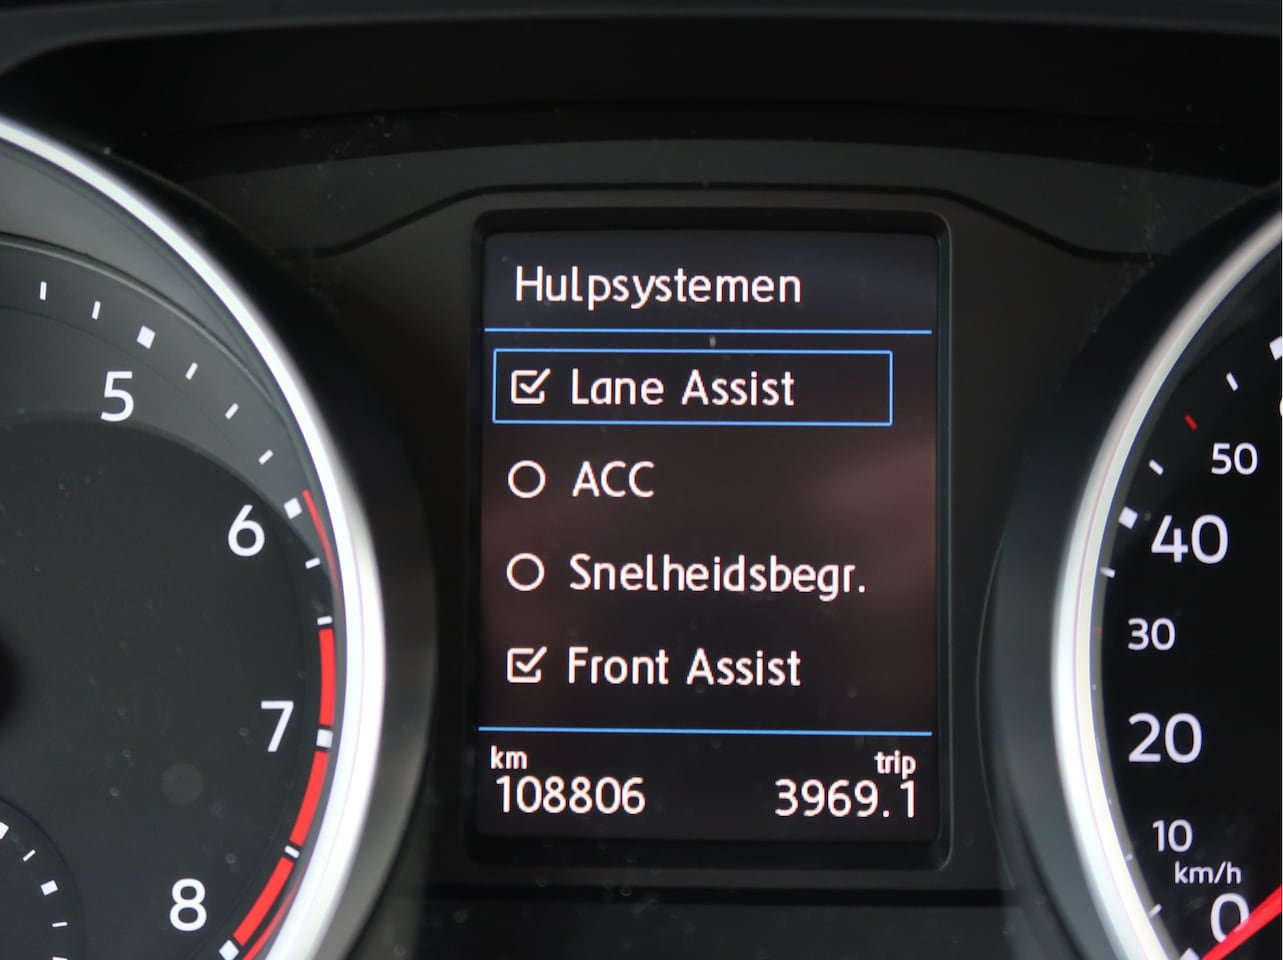 Hulpsystemen
Lane Assist
ACC
Snelheidsbegr.
Front Assist
km trip
108806 3969.1
5
6
7
8
50
40
30
20
10
km/h
0